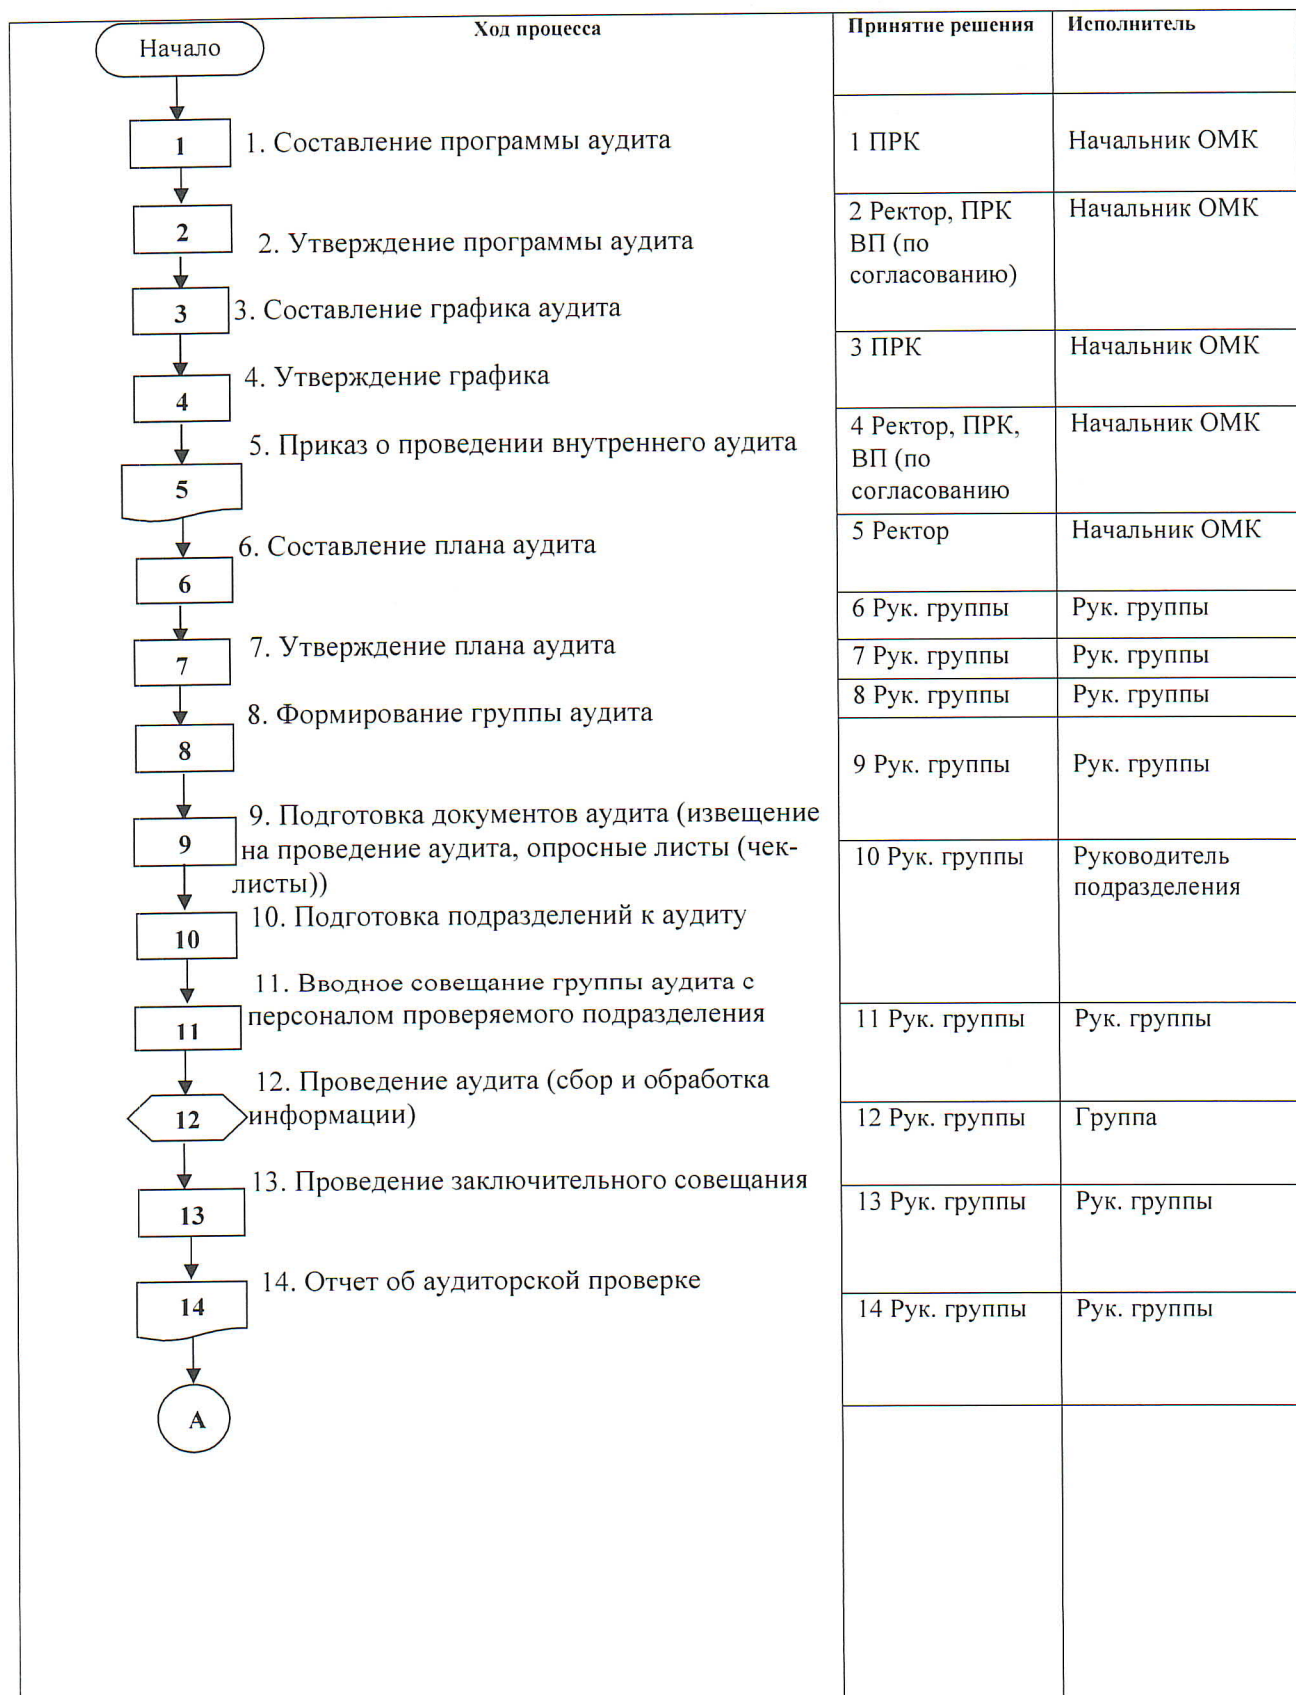 Ход процесса
Принятие решения
Исполнитель
Начало
1
1. Составление программы аудита
1 ПРК
Начальник ОМК
2
2. Утверждение программы аудита
2 Ректор, ПРК
ВП (по
согласованию)
Начальник ОМК
3
3. Составление графика аудита
3 ПРК
Начальник ОМК
4
4. Утверждение графика
4 Ректор, ПРК,
ВП (по
согласованию
Начальник ОМК
5
5. Приказ о проведении внутреннего аудита
5 Ректор
Начальник ОМК
6
6. Составление плана аудита
6 Рук. группы
Рук. группы
7
7. Утверждение плана аудита
7 Рук. группы
Рук. группы
8
8. Формирование группы аудита
8 Рук. группы
Рук. группы
9
9. Подготовка документов аудита (извещение
на проведение аудита, опросные листы (чек-
листы))
9 Рук. группы
Рук. группы
10
10. Подготовка подразделений к аудиту
10 Рук. группы
Руководитель
подразделения
11
11. Вводное совещание группы аудита с
персоналом проверяемого подразделения
11 Рук. группы
Рук. группы
12
12. Проведение аудита (сбор и обработка
информации)
12 Рук. группы
Группа
13
13. Проведение заключительного совещания
13 Рук. группы
Рук. группы
14
14. Отчет об аудиторской проверке
14 Рук. группы
Рук. группы
А